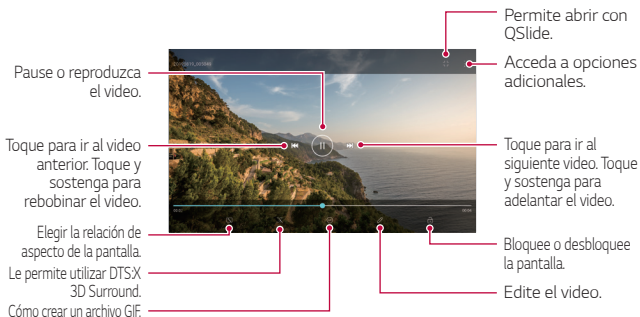 Permite abrir con
QSlide.
Acceda a opciones
adicionales.
Pause o reproduzca
el video.
Toque para ir al video
anterior. Toque y
sostenga para
rebobinar el video.
Toque para ir al
siguiente video. Toque
y sostenga para
adelantar el video.
Elegir la relación de
aspecto de la pantalla.
Le permite utilizar DTS:X
3D Surround.
Cómo crear un archivo GIF.
Bloquee o desbloquee
la pantalla.
Edite el video.